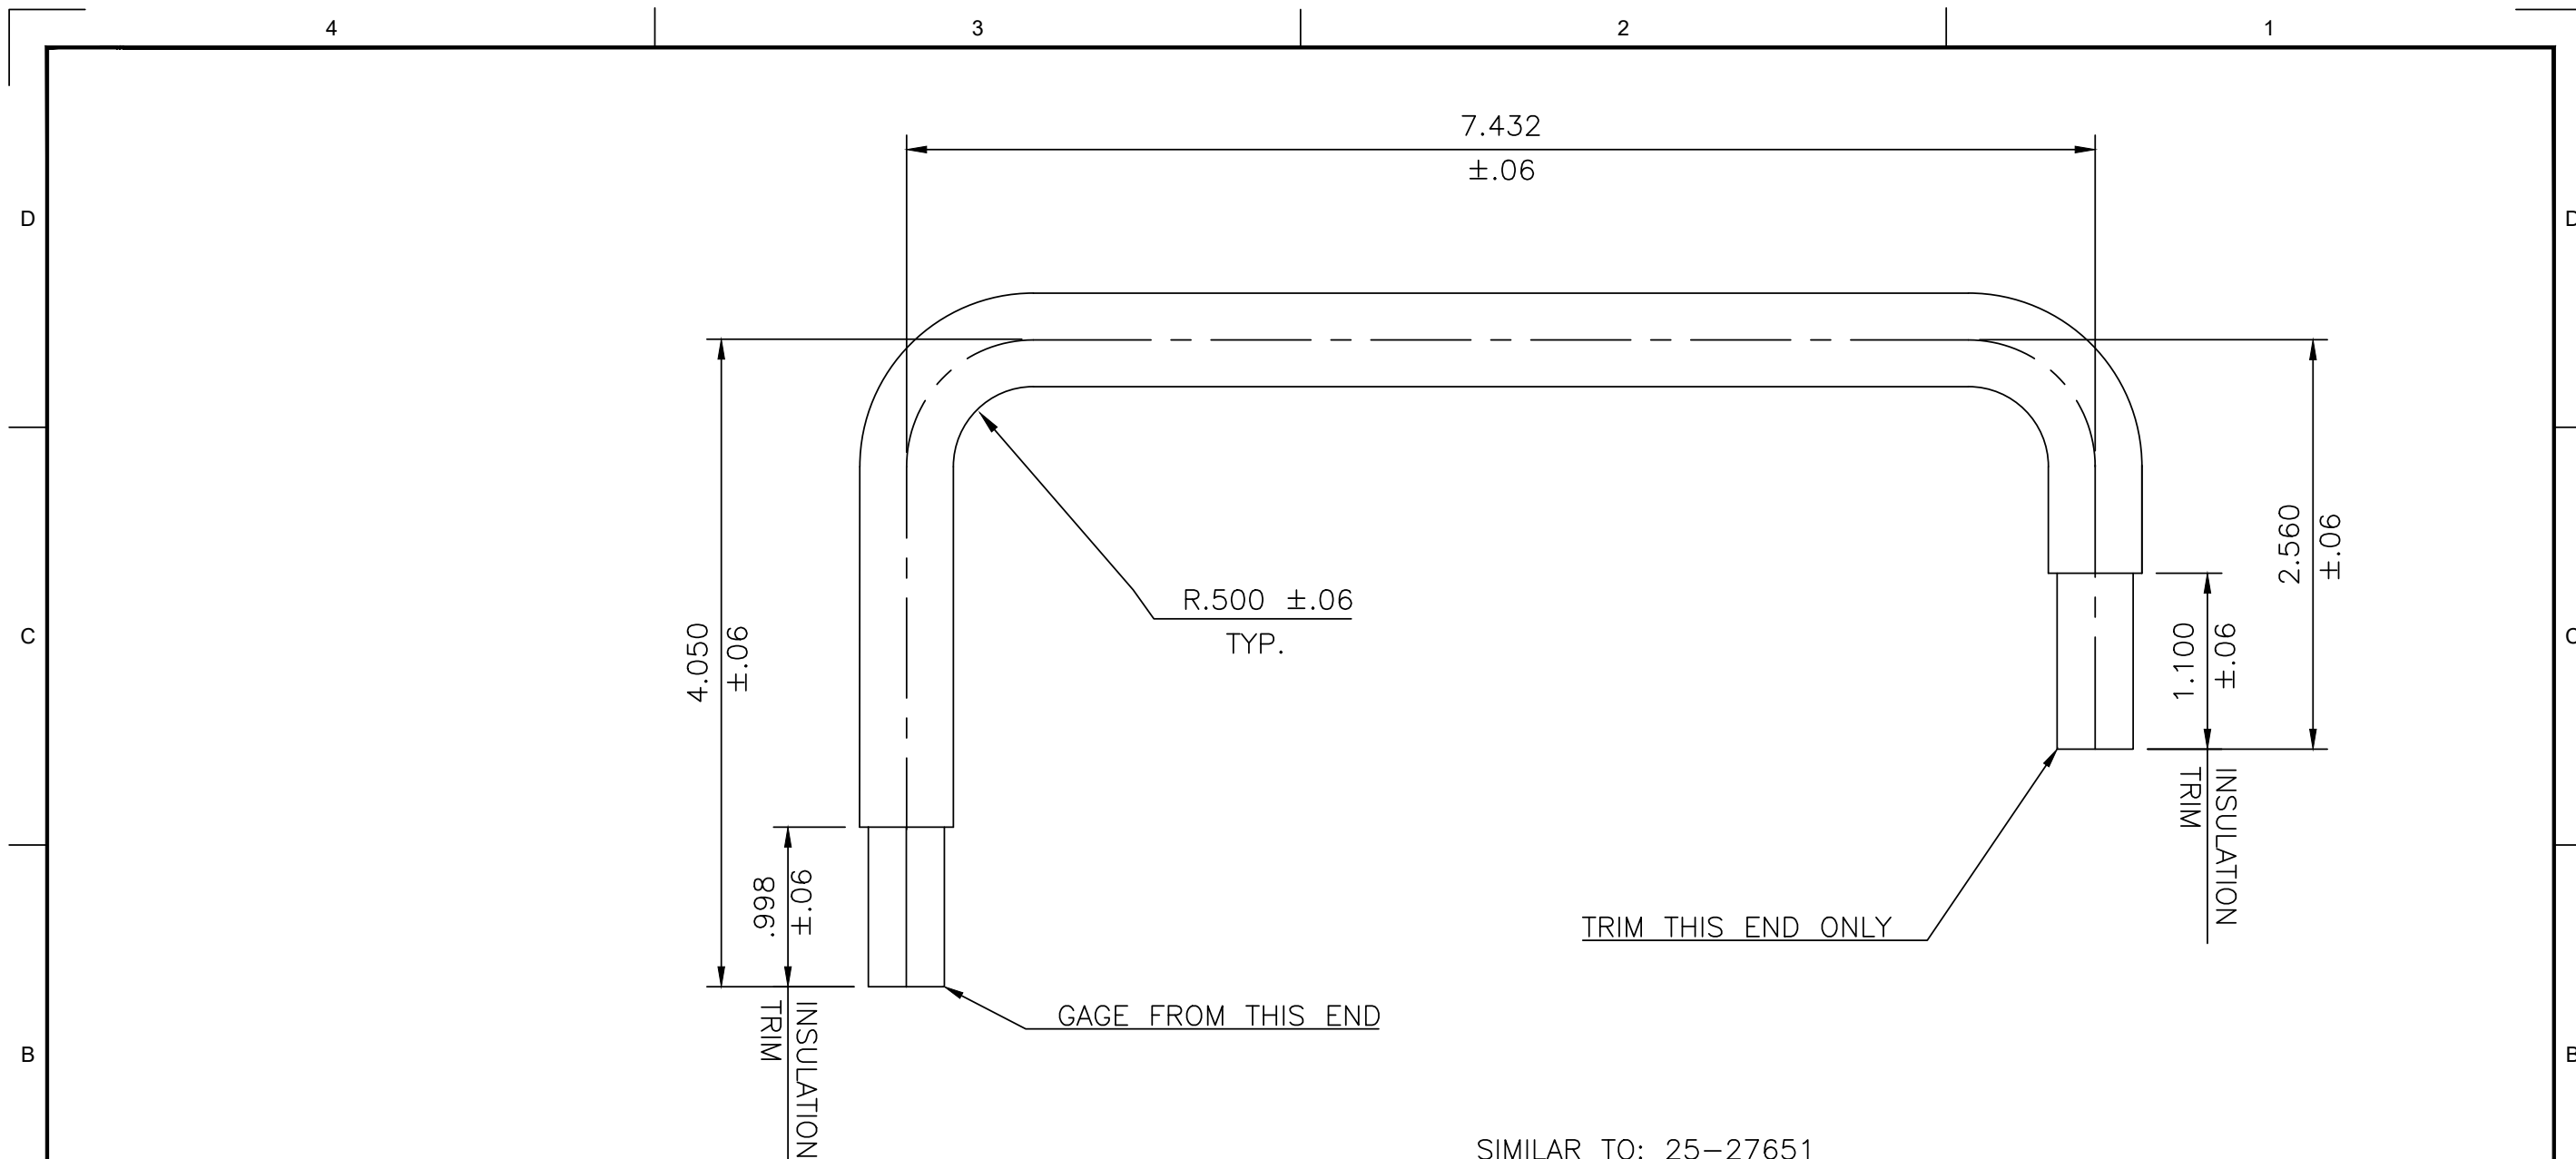 4 3 2 1
7.432
±.06
D D
R.500 ±.06
TYP.
4.050
±.06
2.560
±.06
1.100
±.06
C C
INSULATION
TRIM
.998
±.06
TRIM THIS END ONLY
GAGE FROM THIS END
INSULATION
TRIM
B B
SIMILAR TO: 25-27651